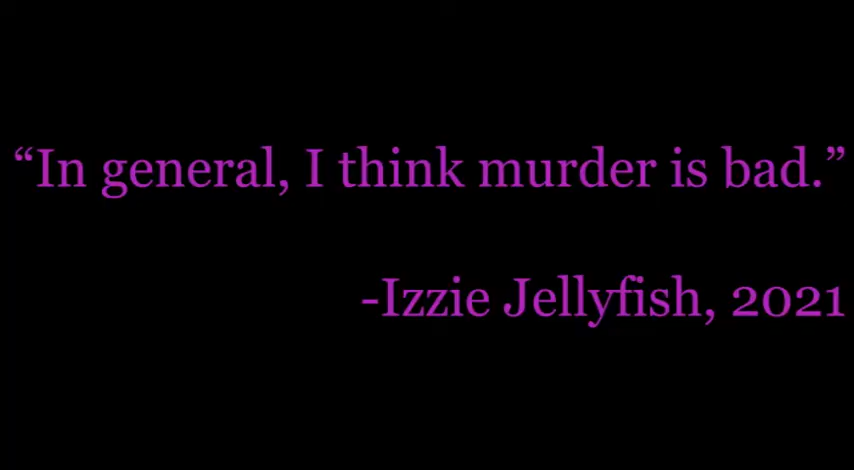 “In general, I think murder is bad.”
-Izzie Jellyfish, 2021